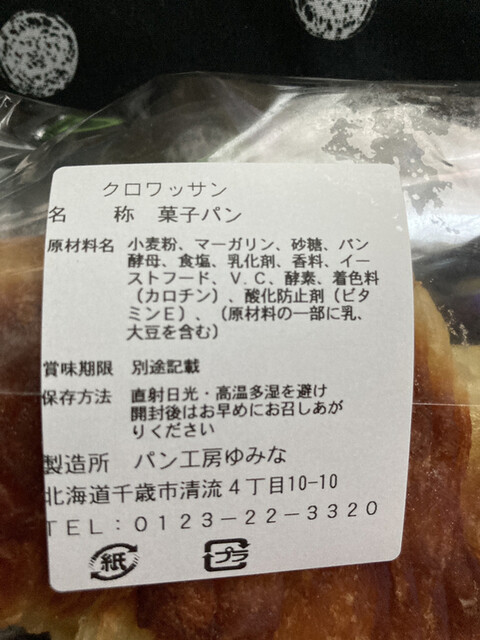 クロワッサン
名　　称　菓子パン
原材料名　小麦粉、マーガリン、砂糖、パン
酵母、食塩、乳化剤、香料、イー
ストフード、V.C、酵素、着色料
（カロチン）、酸化防止剤（ビタ
ミンE）、（原材料の一部に乳、
大豆を含む）
賞味期限　別途記載
保存方法　直射日光・高温多湿を避け
開封後はお早めにお召しあが
りください
製造所　パン工房ゆみな
北海道千歳市清流4丁目10-10
TEL:0123-22-3320
紙　プラ